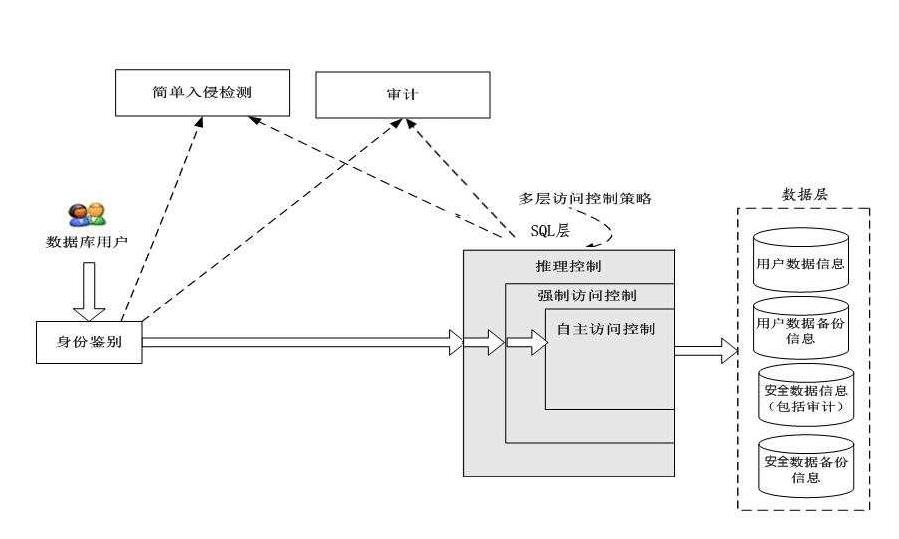 简单入侵检测
审计
数据库用户
身份鉴别
多层访问控制策略
SQL层
推理控制
强制访问控制
自主访问控制
数据层
用户数据信息
用户数据备份
信息
安全数据信息
（包括审计）
安全数据备份
信息